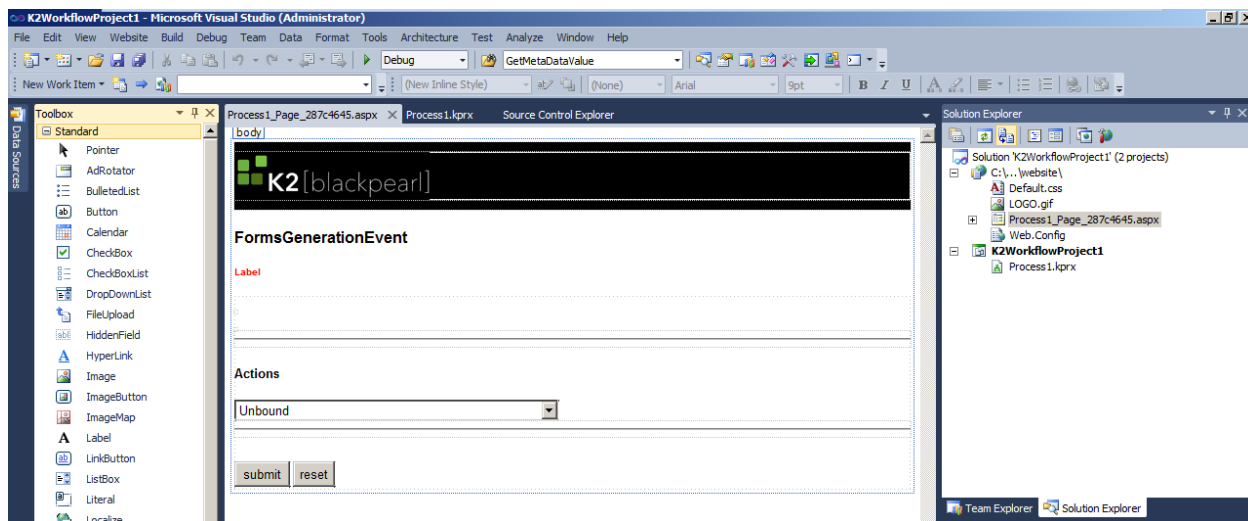 K2WorkflowProject1 - Microsoft Visual Studio (Administrator)
File Edit View Website Build Debug Team Data Format Tools Architecture Test Analyze Window Help
Debug GetMetaDataValue
New Work Item (New Inline Style) (None) Arial 9pt B I U A
Data Sources
Toolbox
Standard
Pointer
AdRotator
BulletedList
Button
Calendar
CheckBox
CheckBoxList
DropDownList
FileUpload
HiddenField
HyperLink
Image
ImageButton
ImageMap
Label
LinkButton
ListBox
Literal
Localize
Process1_Page_287c4645.aspx Process1.kprx Source Control Explorer
body
K2[blackpearl]
FormsGenerationEvent
Label
Actions
Unbound
submit reset
Solution Explorer
Solution 'K2WorkflowProject1' (2 projects)
C:\...\website\
Default.css
LOGO.gif
Process1_Page_287c4645.aspx
Web.Config
K2WorkflowProject1
Process1.kprx
Team Explorer Solution Explorer